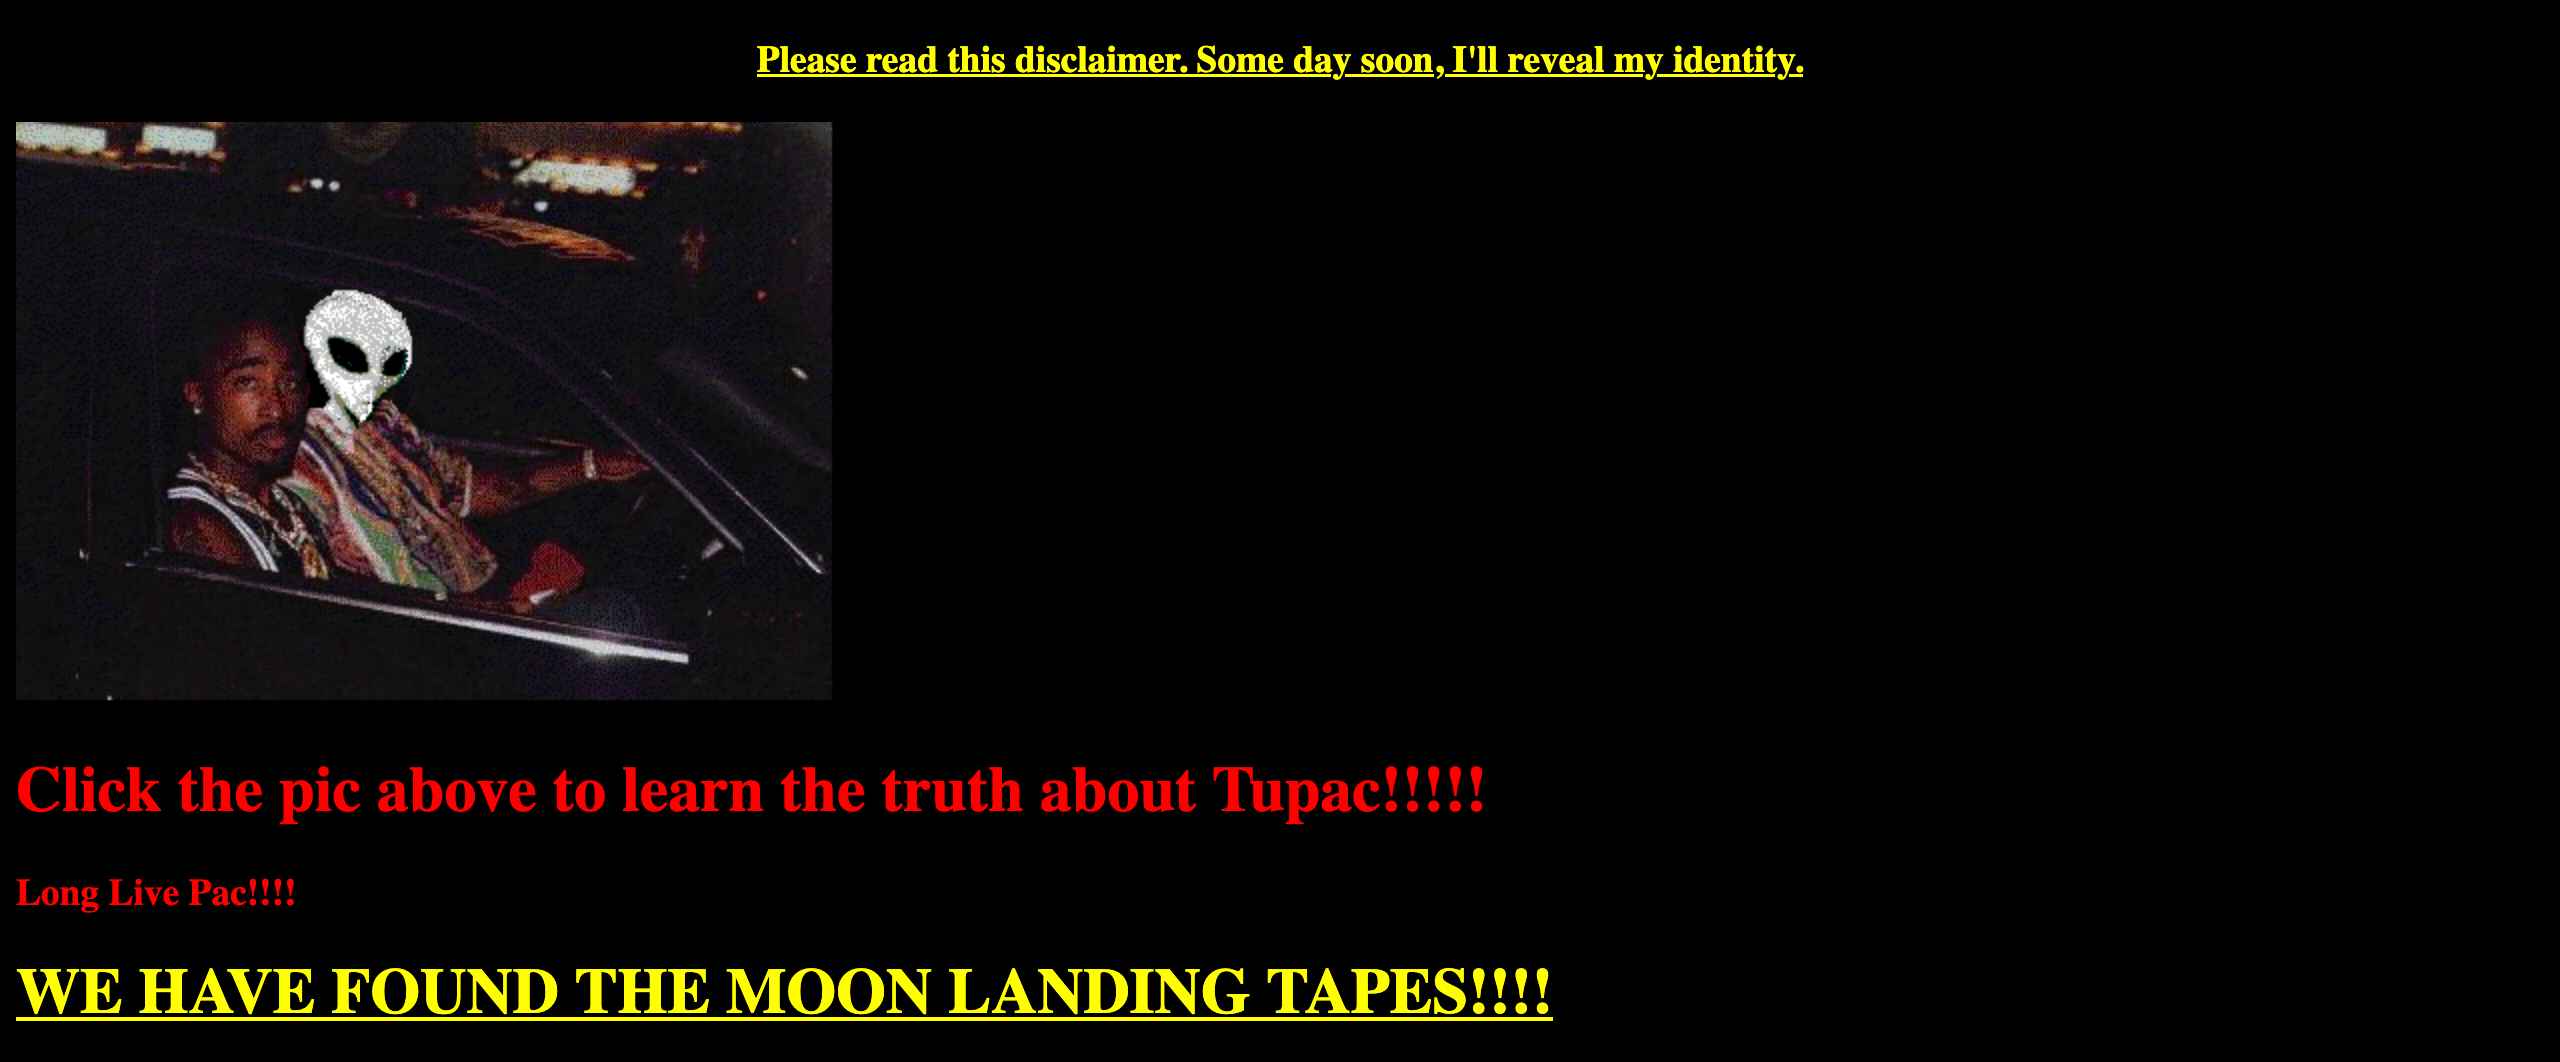 Please read this disclaimer. Some day soon, I'll reveal my identity.
Click the pic above to learn the truth about Tupac!!!!!
Long Live Pac!!!!
WE HAVE FOUND THE MOON LANDING TAPES!!!!